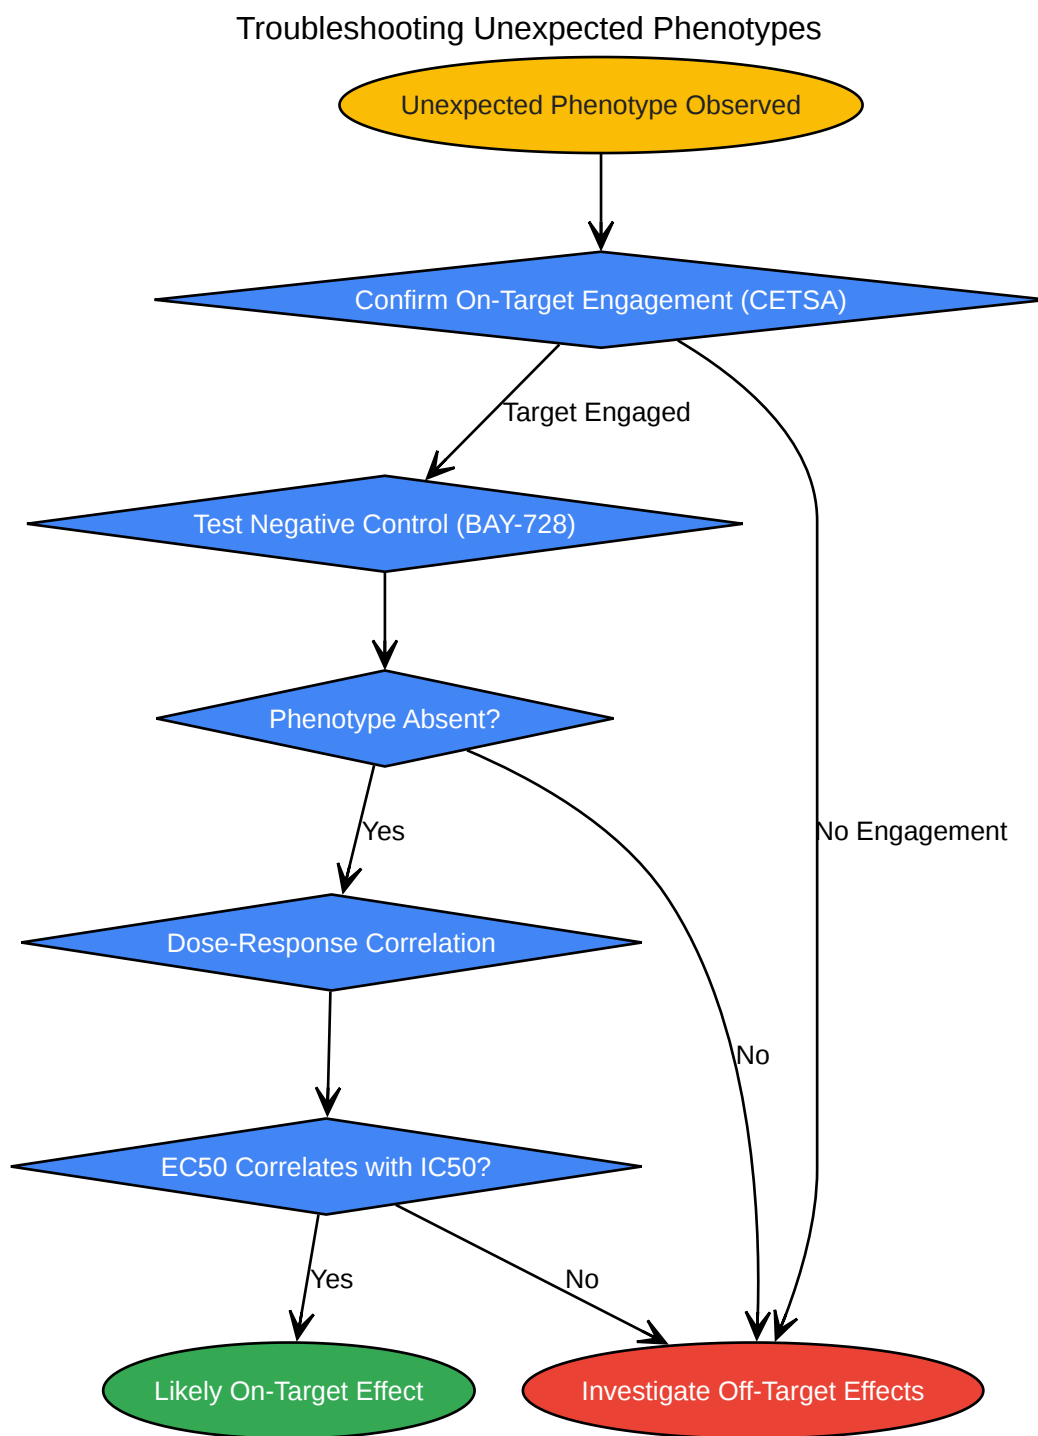 Troubleshooting Unexpected Phenotypes
Unexpected Phenotype Observed
Confirm On-Target Engagement (CETSA)
Target Engaged
Test Negative Control (BAY-728)
Phenotype Absent?
Yes
No Engagement
Dose-Response Correlation
No
EC50 Correlates with IC50?
Yes
No
Likely On-Target Effect
Investigate Off-Target Effects